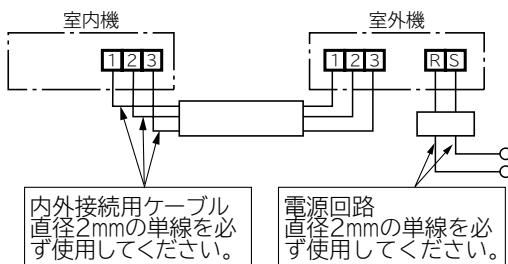 室内機
室外機
1 2 3
1 2 3
R S
内外接続用ケーブル
直径2mmの単線を必
ず使用してください。
電源回路
直径2mmの単線を必
ず使用してください。